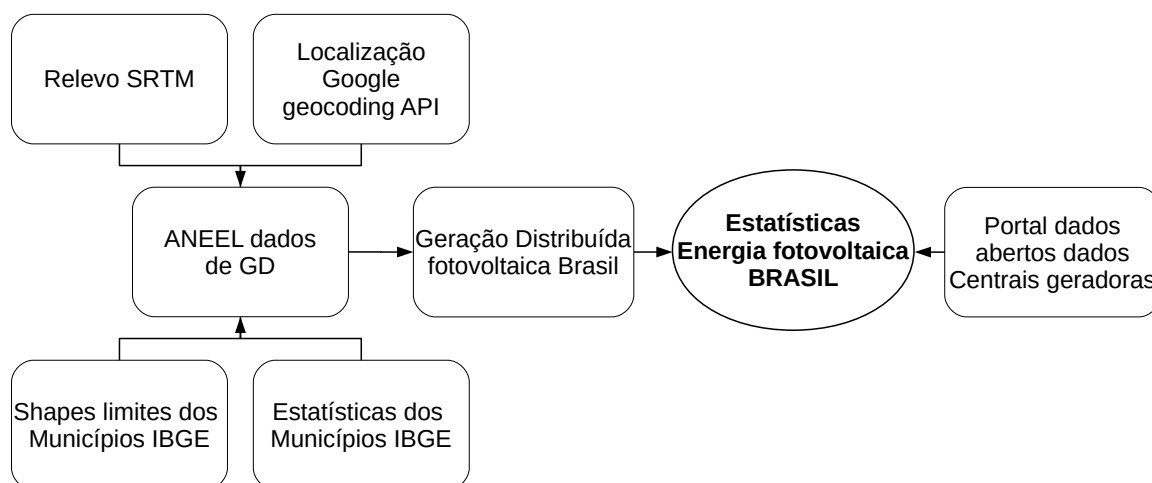 Relevo SRTM
Localização
Google
geocoding API
ANEEL dados
de GD
Geração Distribuída
fotovoltaica Brasil
Estatísticas
Energia fotovoltaica
BRASIL
Portal dados
abertos dados
Centrais geradoras
Shapes limites dos
Municípios IBGE
Estatísticas dos
Municípios IBGE